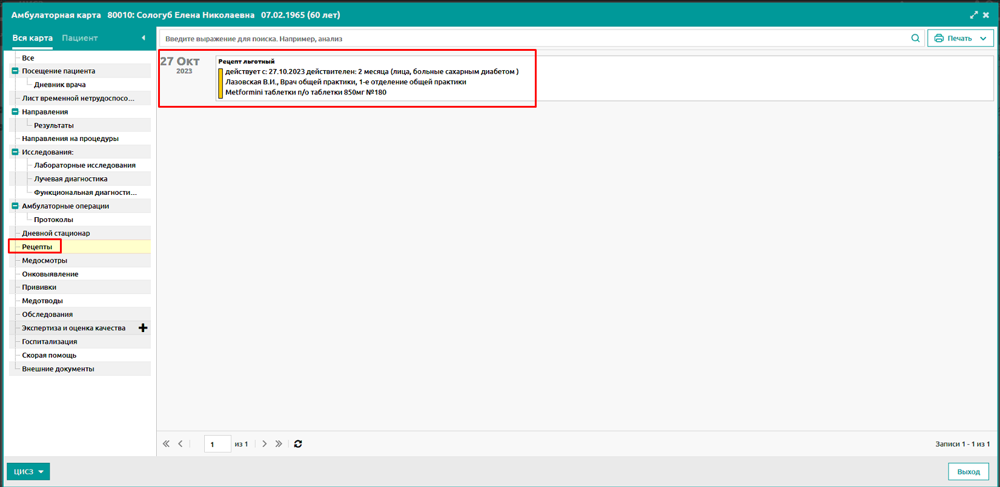 Амбулаторная карта 80010: Сологуб Елена Николаевна 07.02.1965 (60 лет)
Вся карта Пациент
Введите выражение для поиска. Например, анализ
Печать
Все
Посещение пациента
Дневник врача
Лист временной нетрудоспосо...
Направления
Результаты
Направления на процедуры
Исследования:
Лабораторные исследования
Лучевая диагностика
Функциональная диагности...
Амбулаторные операции
Протоколы
Дневной стационар
Рецепты
Медосмотры
Онковыявление
Прививки
Медотводы
Обследования
Экспертиза и оценка качества
Госпитализация
Скорая помощь
Внешние документы
27 Окт
2023
Рецепт льготный
действует с: 27.10.2023 действителен: 2 месяца (лица, больные сахарным диабетом )
Лазовская В.И., Врач общей практики, 1-е отделение общей практики
Metformini таблетки п/о таблетки 850мг №180
1 из 1
Записи 1 - 1 из 1
ЦИСЗ
Выход